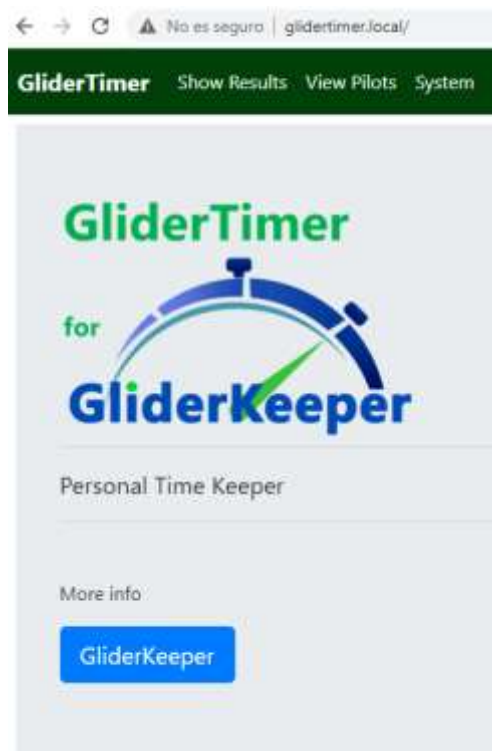 No es seguro | glidertimer.local/
GliderTimer Show Results View Pilots System
GliderTimer
for
GliderKeeper
Personal Time Keeper
More info
GliderKeeper